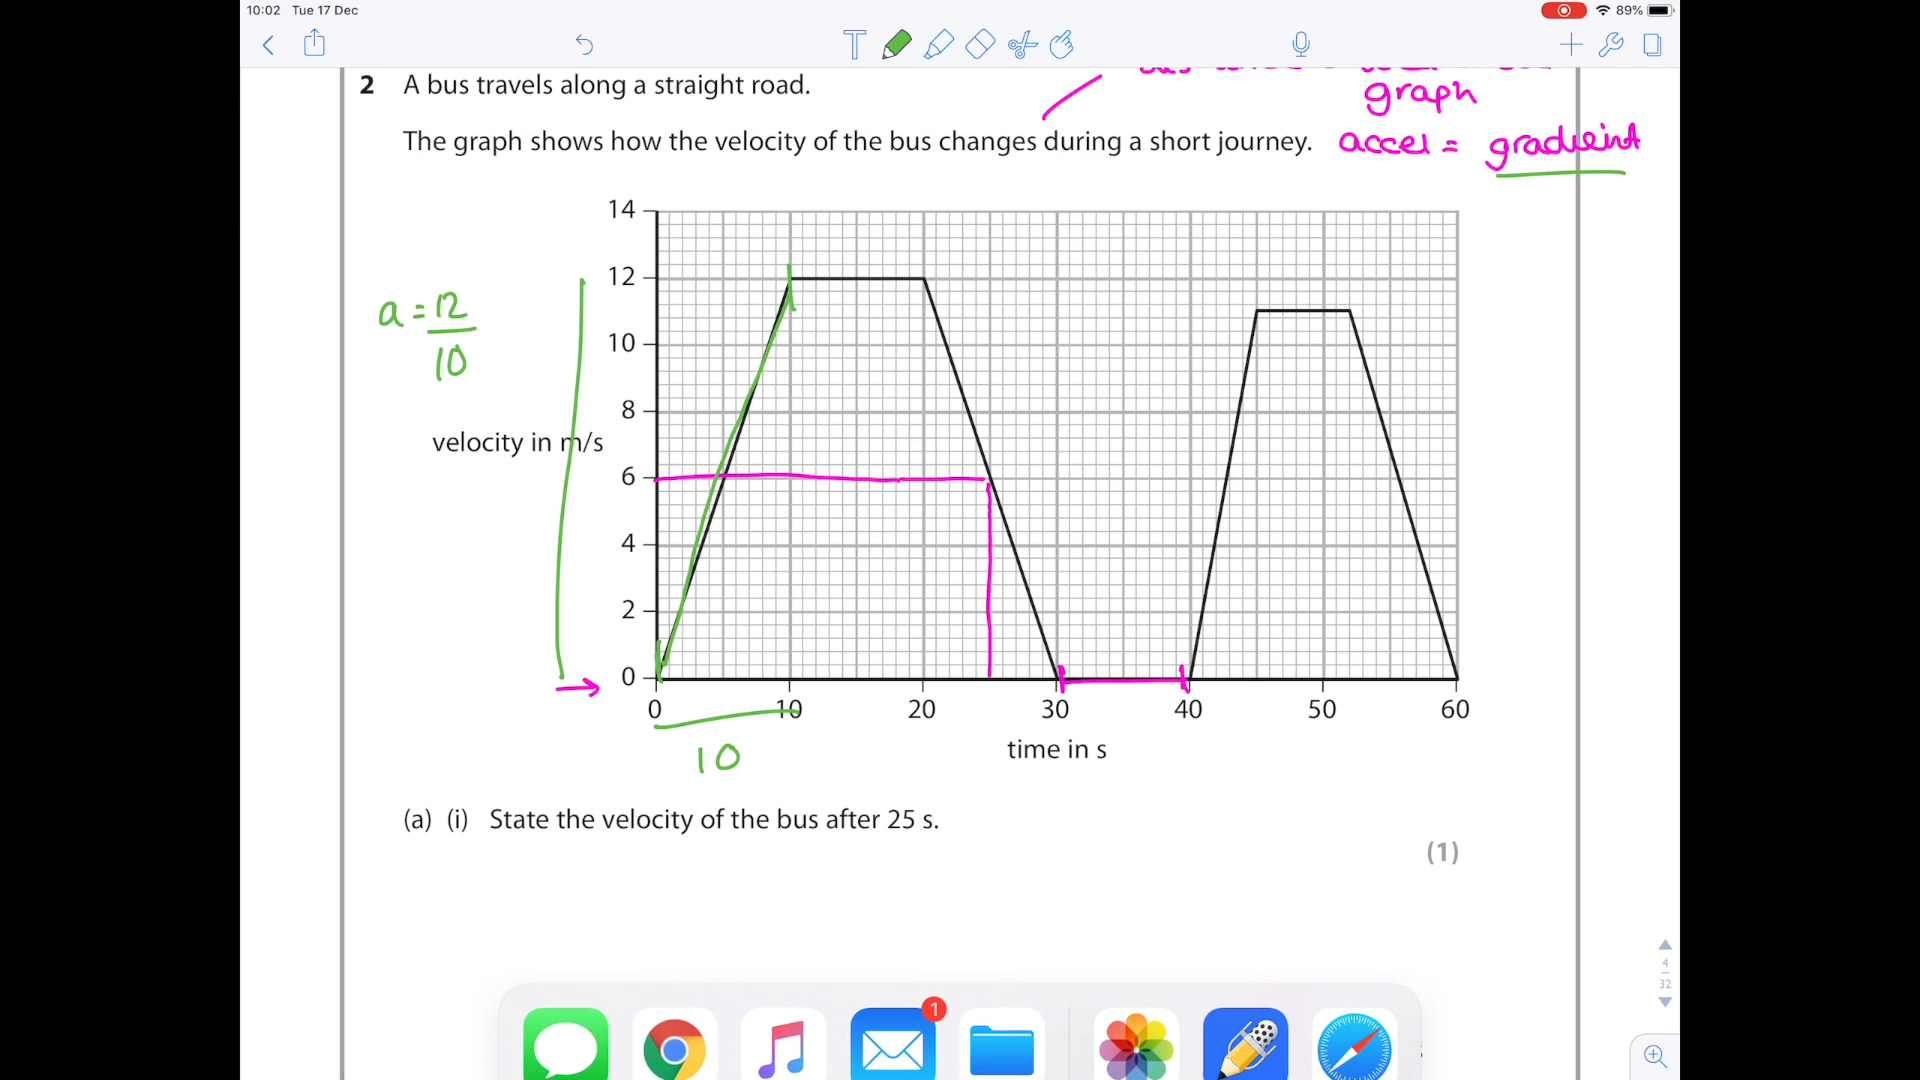 10:02 Tue 17 Dec
89%
T
2 A bus travels along a straight road.
graph
The graph shows how the velocity of the bus changes during a short journey. accel = gradient
14
12
10
8
6
4
2
0
a = 12
10
velocity in m/s
0 10 20 30 40 50 60
10
time in s
(a) (i) State the velocity of the bus after 25 s.
(1)
4
32
1